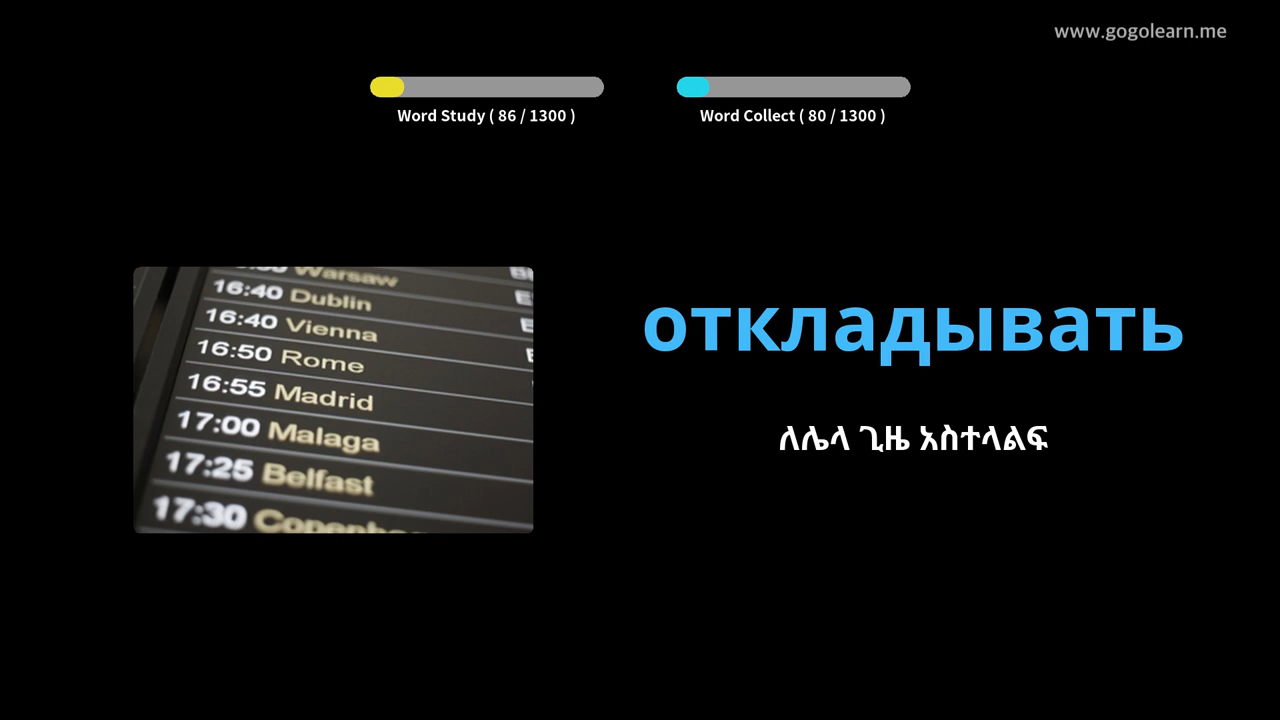 www.gogolearn.me
Word Study ( 86 / 1300 )
Word Collect ( 80 / 1300 )
Warsaw
16:40 Dublin
16:40 Vienna
16:50 Rome
16:55 Madrid
17:00 Malaga
17:25 Belfast
17:30
откладывать
ለሌላ ጊዜ አስተላልፍ